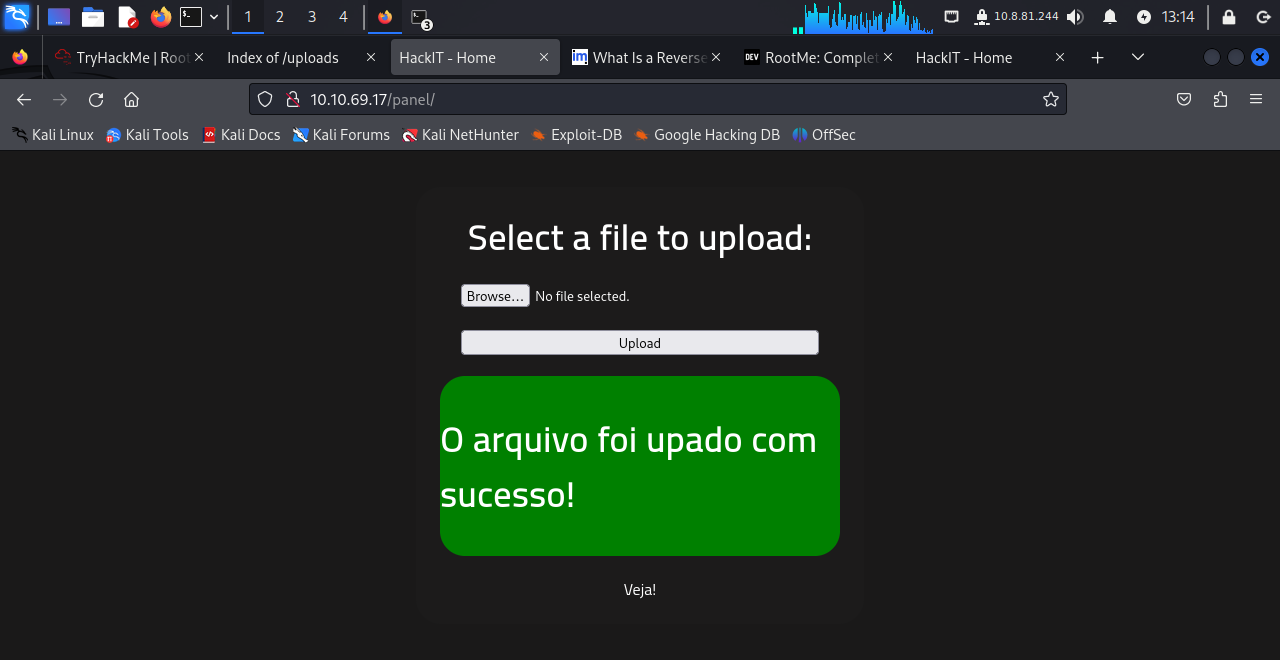 1 2 3 4 3 10.8.81.244 13:14
TryHackMe | Root Index of /uploads HackIT - Home What Is a Reverse RootMe: Complet HackIT - Home
10.10.69.17/panel/
Kali Linux Kali Tools Kali Docs Kali Forums Kali NetHunter Exploit-DB Google Hacking DB OffSec
Select a file to upload:
Browse... No file selected.
Upload
O arquivo foi upado com
sucesso!
Veja!